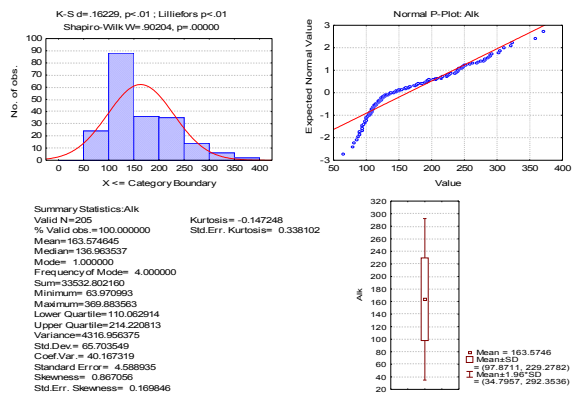 K-S d=.16229, p<.01 ; Lilliefors p<.01
Shapiro-Wilk W=.90204, p=.00000
100
90
80
70
60
50
40
30
20
10
0
No. of obs.
0 50 100 150 200 250 300 350 400
X <= Category Boundary
Normal P-Plot: Alk
3
2
1
0
-1
-2
-3
Expected Normal Value
50 100 150 200 250 300 350 400
Value
Summary Statistics:Alk
Valid N=205
% Valid obs.=100.000000
Mean=163.574645
Median=136.963537
Mode= 1.000000
Frequency of Mode= 4.000000
Sum=33532.802160
Minimum= 63.970993
Maximum=369.883563
Lower Quartile=110.062914
Upper Quartile=214.220813
Variance=4316.956375
Std.Dev.= 65.703549
Coef.Var.= 40.167319
Standard Error= 4.588935
Skewness= 0.867056
Std.Err. Skewness= 0.169846
Kurtosis= -0.147248
Std.Err. Kurtosis= 0.338102
320
300
280
260
240
220
200
180
160
140
120
100
80
60
40
20
Alk
Mean = 163.5746
Mean±SD
= (97.8711, 229.2782)
Mean±1.96*SD
= (34.7957, 292.3536)